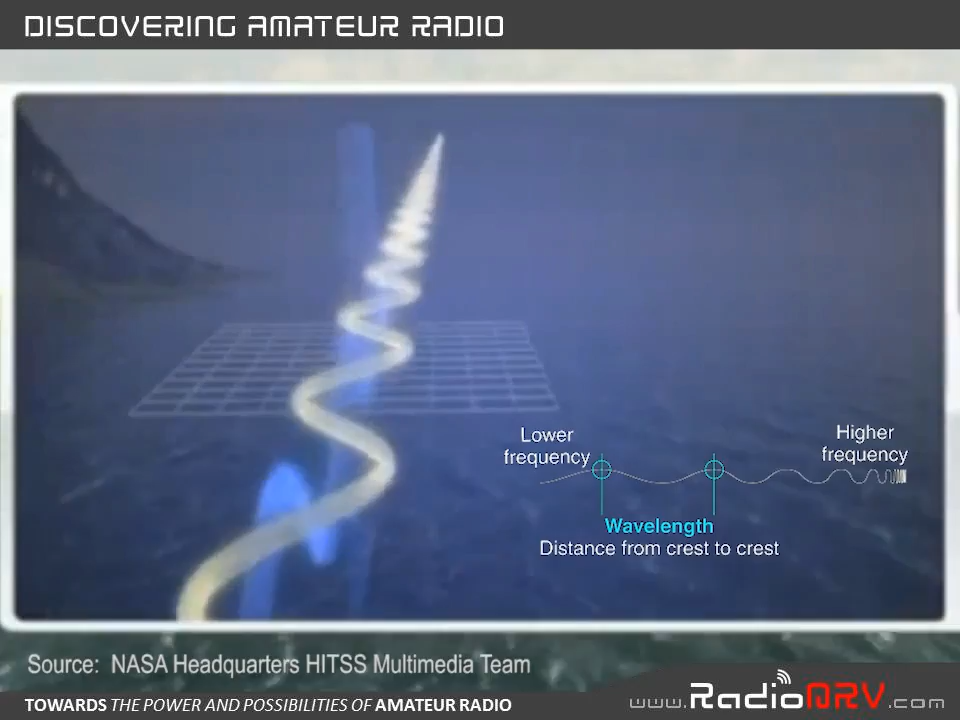 DISCOVERING AMATEUR RADIO
Lower
frequency
Higher
frequency
Wavelength
Distance from crest to crest
Source: NASA Headquarters HITSS Multimedia Team
TOWARDS THE POWER AND POSSIBILITIES OF AMATEUR RADIO
www.RadioQRV.com